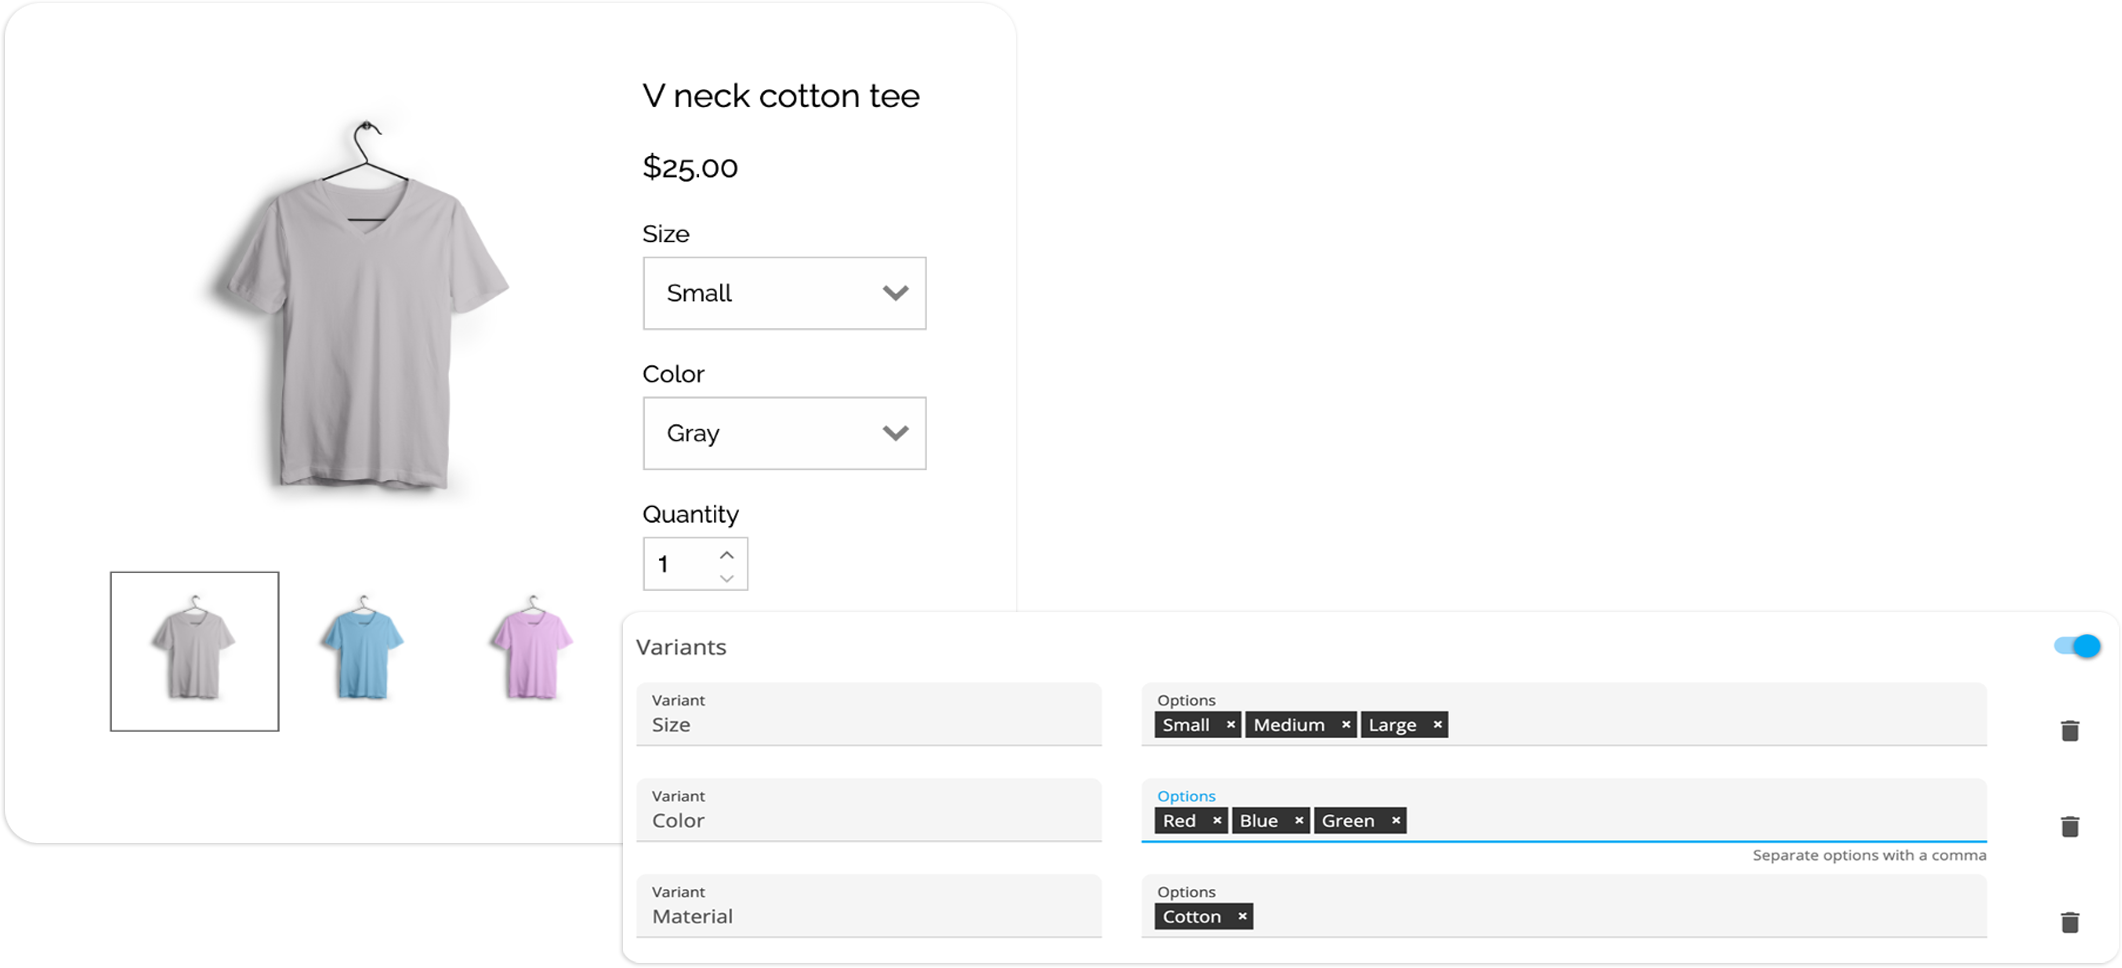 V neck cotton tee
$25.00
Size
Small
Color
Gray
Quantity
1
Variants
Variant
Size
Options
Small × Medium × Large ×
Variant
Color
Options
Red × Blue × Green ×
Separate options with a comma
Variant
Material
Options
Cotton ×